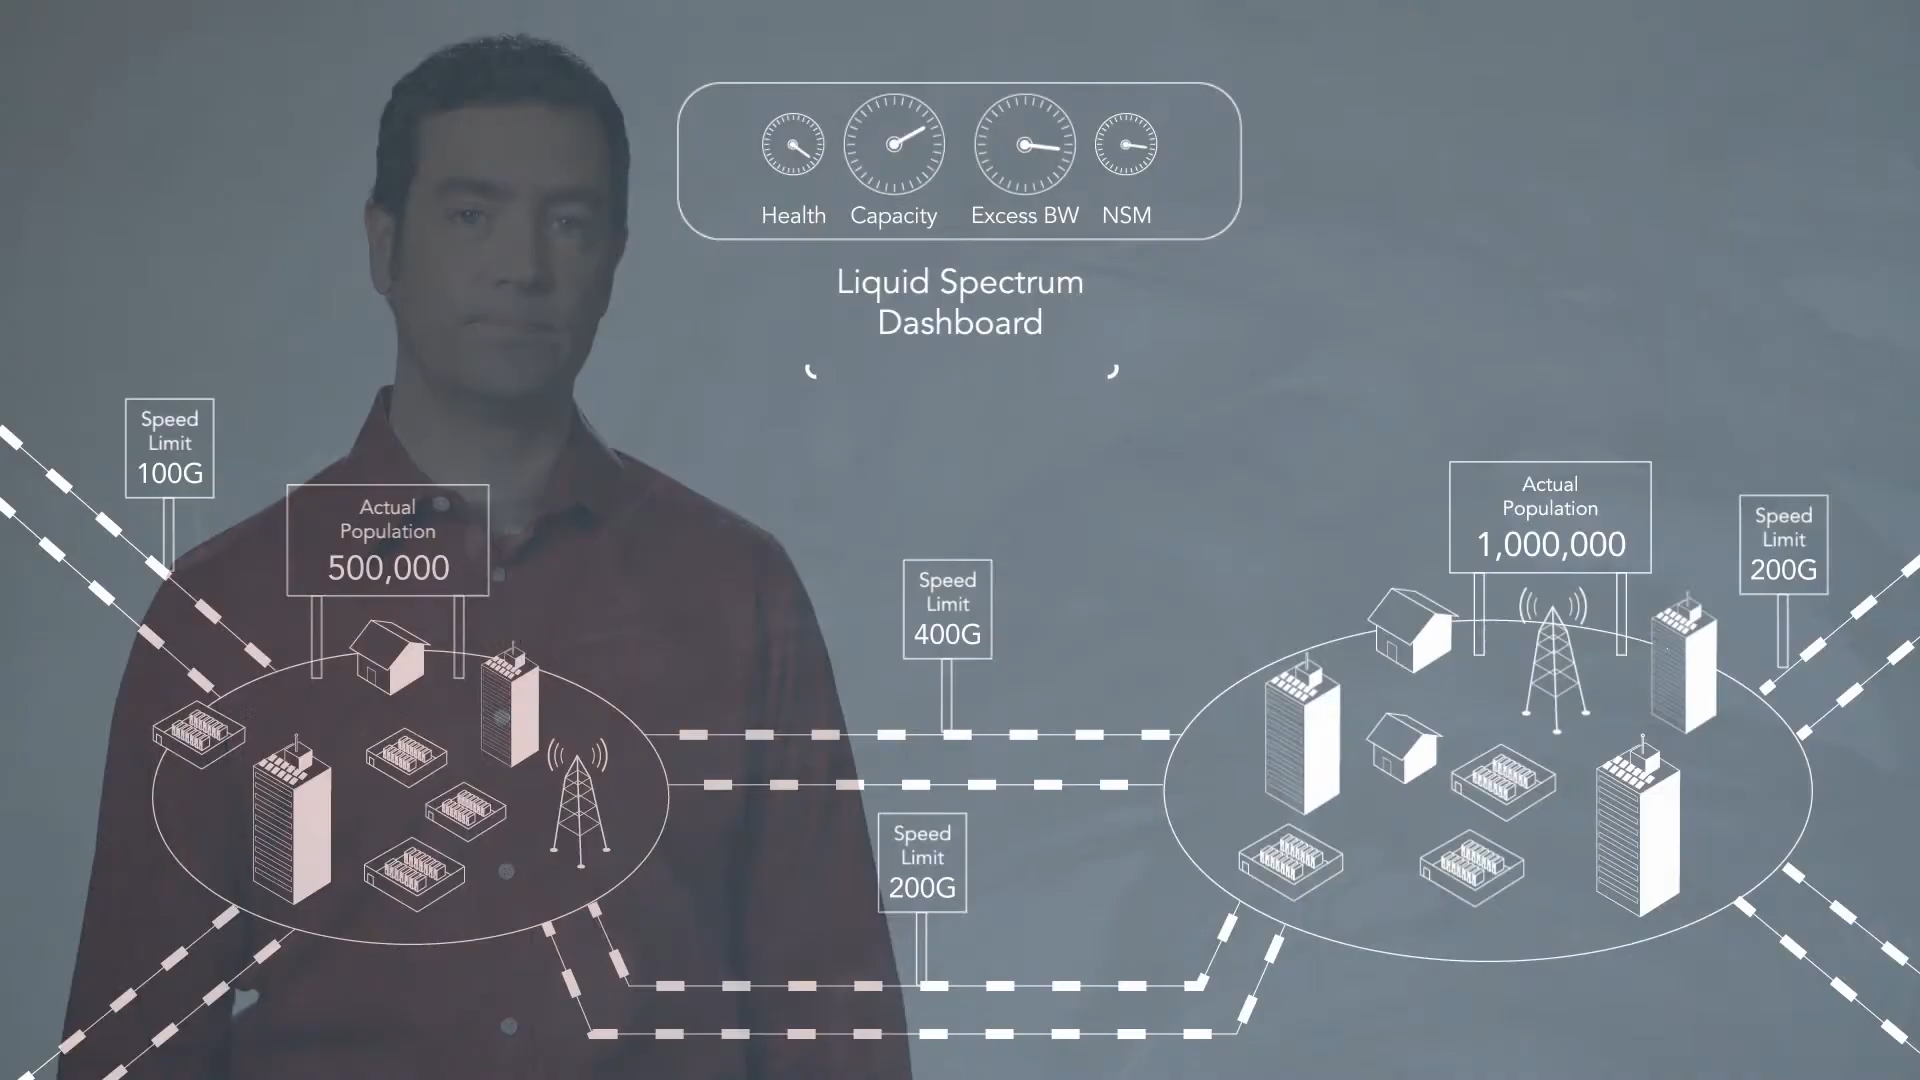 Health Capacity Excess BW NSM
Liquid Spectrum
Dashboard
Speed
Limit
100G
Actual
Population
500,000
Speed
Limit
400G
Actual
Population
1,000,000
Speed
Limit
200G
Speed
Limit
200G